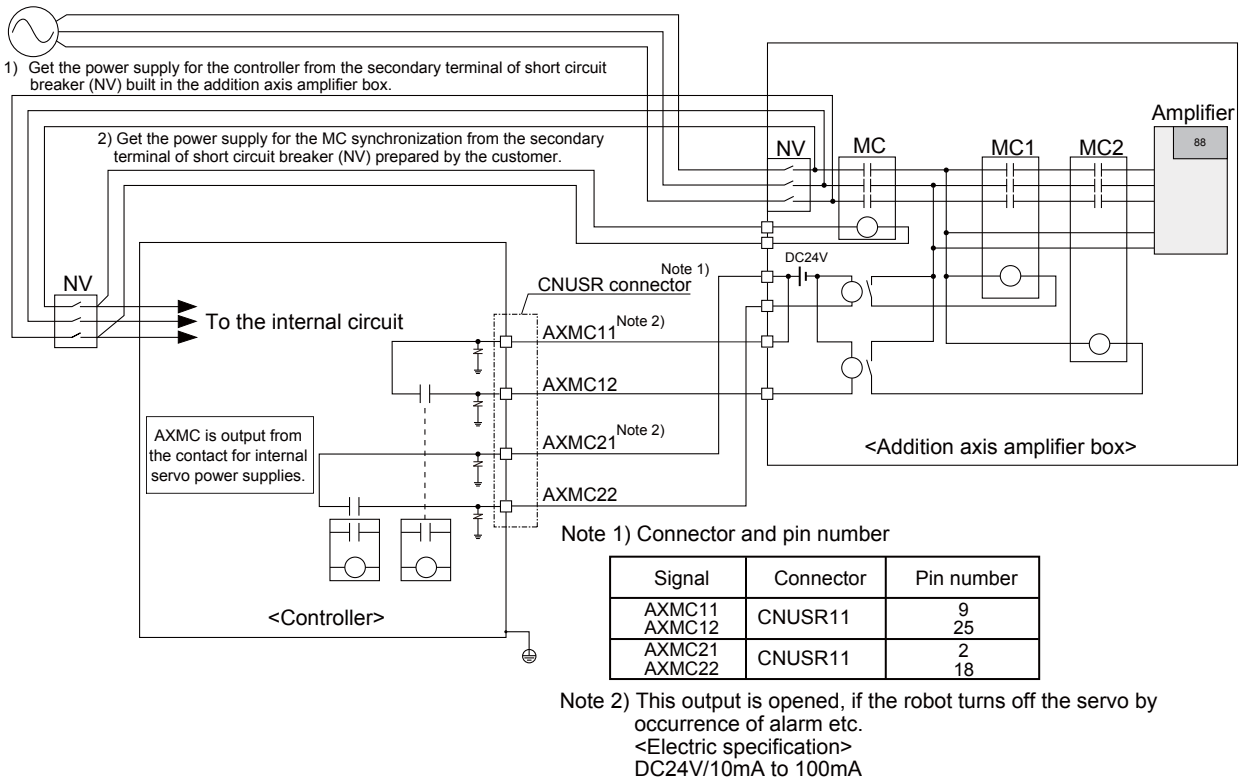 1) Get the power supply for the controller from the secondary terminal of short circuit
breaker (NV) built in the addition axis amplifier box.
2) Get the power supply for the MC synchronization from the secondary
terminal of short circuit breaker (NV) prepared by the customer.
Amplifier
88
NV
MC
MC1
MC2
DC24V
NV
To the internal circuit
Note 1)
CNUSR connector
AXMC11 Note 2)
AXMC12
AXMC21 Note 2)
AXMC22
AXMC is output from
the contact for internal
servo power supplies.
<Controller>
<Addition axis amplifier box>
Note 1) Connector and pin number
Signal Connector Pin number
AXMC11 CNUSR11 9
AXMC12 25
AXMC21 CNUSR11 2
AXMC22 18
Note 2) This output is opened, if the robot turns off the servo by
occurrence of alarm etc.
<Electric specification>
DC24V/10mA to 100mA